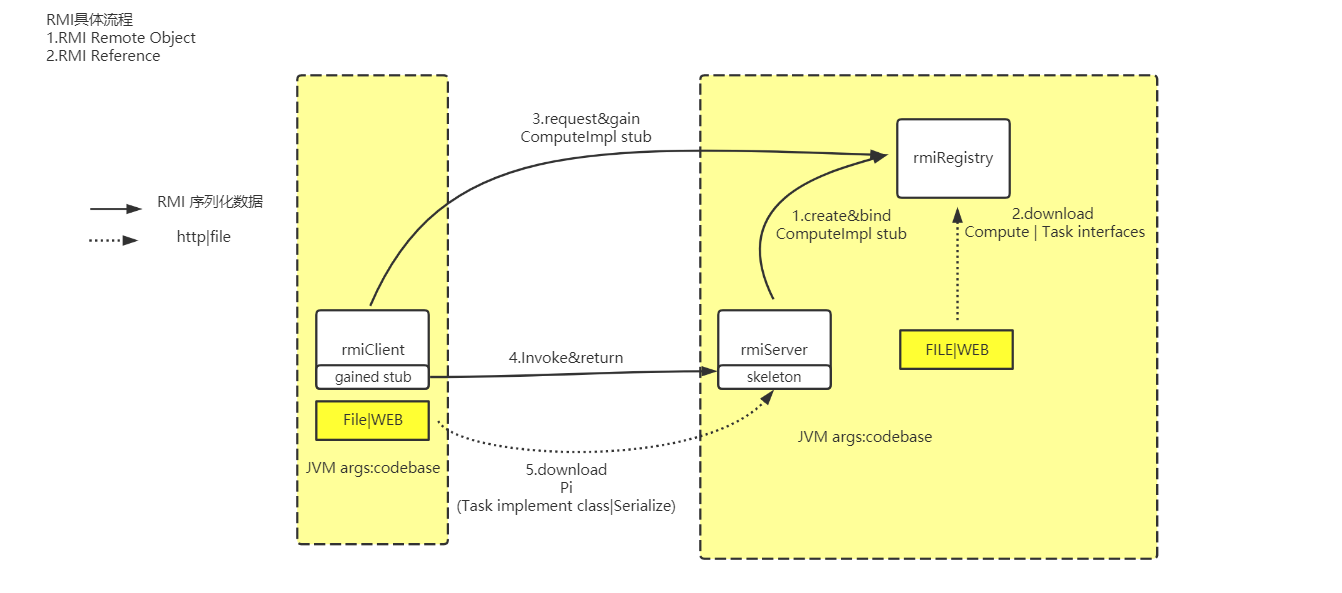 RMI具体流程
1.RMI Remote Object
2.RMI Reference
3.request&gain
ComputeImpl stub
rmiRegistry
RMI 序列化数据
http|file
1.create&bind
ComputeImpl stub
2.download
Compute | Task interfaces
rmiClient
gained stub
4.Invoke&return
rmiServer
skeleton
FILE|WEB
File|WEB
JVM args:codebase
JVM args:codebase
5.download
Pi
(Task implement class|Serialize)